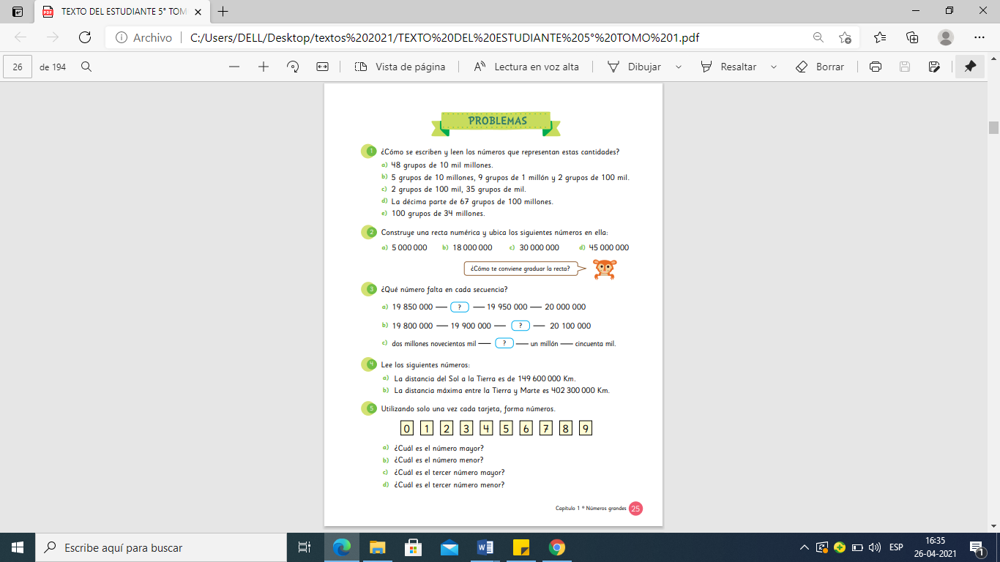 TEXTO DEL ESTUDIANTE 5° TOM
Archivo C:/Users/DELL/Desktop/textos%202021/TEXTO%20DEL%20ESTUDIANTE%205°%20TOMO%201.pdf
26 de 194 Vista de página Lectura en voz alta Dibujar Resaltar Borrar
PROBLEMAS
1 ¿Cómo se escriben y leen los números que representan estas cantidades?
a) 48 grupos de 10 mil millones.
b) 5 grupos de 10 millones, 9 grupos de 1 millón y 2 grupos de 100 mil.
c) 2 grupos de 100 mil, 35 grupos de mil.
d) La décima parte de 67 grupos de 100 millones.
e) 100 grupos de 34 millones.
2 Construye una recta numérica y ubica los siguientes números en ella:
a) 5 000 000 b) 18 000 000 c) 30 000 000 d) 45 000 000
¿Cómo te conviene graduar la recta?
3 ¿Qué número falta en cada secuencia?
a) 19 850 000 — ? — 19 950 000 — 20 000 000
b) 19 800 000 — 19 900 000 — ? — 20 100 000
c) dos millones novecientos mil — ? — un millón — cincuenta mil.
4 Lee los siguientes números:
a) La distancia del Sol a la Tierra es de 149 600 000 Km.
b) La distancia máxima entre la Tierra y Marte es 402 300 000 Km.
5 Utilizando solo una vez cada tarjeta, forma números.
0 1 2 3 4 5 6 7 8 9
a) ¿Cuál es el número mayor?
b) ¿Cuál es el número menor?
c) ¿Cuál es el tercer número mayor?
d) ¿Cuál es el tercer número menor?
Capítulo 1 * Números grandes 25
Escribe aquí para buscar
ESP
16:35
26-04-2021
1